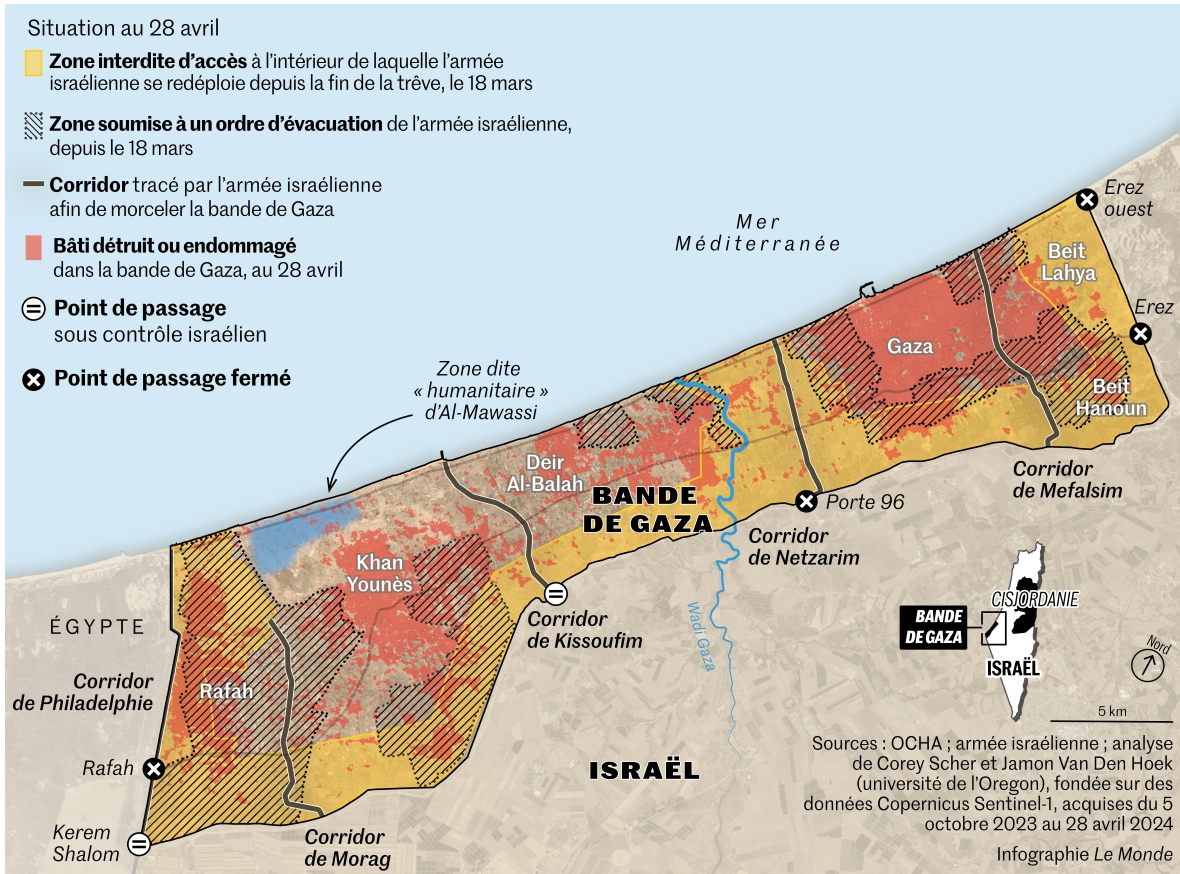 Situation au 28 avril
Zone interdite d’accès à l’intérieur de laquelle l’armée
israélienne se redéploie depuis la fin de la trêve, le 18 mars
Zone soumise à un ordre d’évacuation de l’armée israélienne,
depuis le 18 mars
Corridor tracé par l’armée israélienne
afin de morceler la bande de Gaza
Bâti détruit ou endommagé
dans la bande de Gaza, au 28 avril
Point de passage
sous contrôle israélien
Point de passage fermé
Mer
Méditerranée
Erez
ouest
Beit
Lahya
Erez
Gaza
Beit
Hanoun
Zone dite
« humanitaire »
d’Al-Mawassi
Deir
Al-Balah
BANDE
DE GAZA
Corridor
de Mefalsim
Porte 96
Corridor
de Netzarim
Khan
Younès
Corridor
de Kissoufim
Wadi Gaza
ÉGYPTE
Corridor
de Philadelphie
Rafah
Rafah
Kerem
Shalom
Corridor
de Morag
ISRAËL
CISJORDANIE
BANDE
DE GAZA
ISRAËL
Nord
5 km
Sources : OCHA ; armée israélienne ; analyse
de Corey Scher et Jamon Van Den Hoek
(université de l’Oregon), fondée sur des
données Copernicus Sentinel-1, acquises du 5
octobre 2023 au 28 avril 2024
Infographie Le Monde